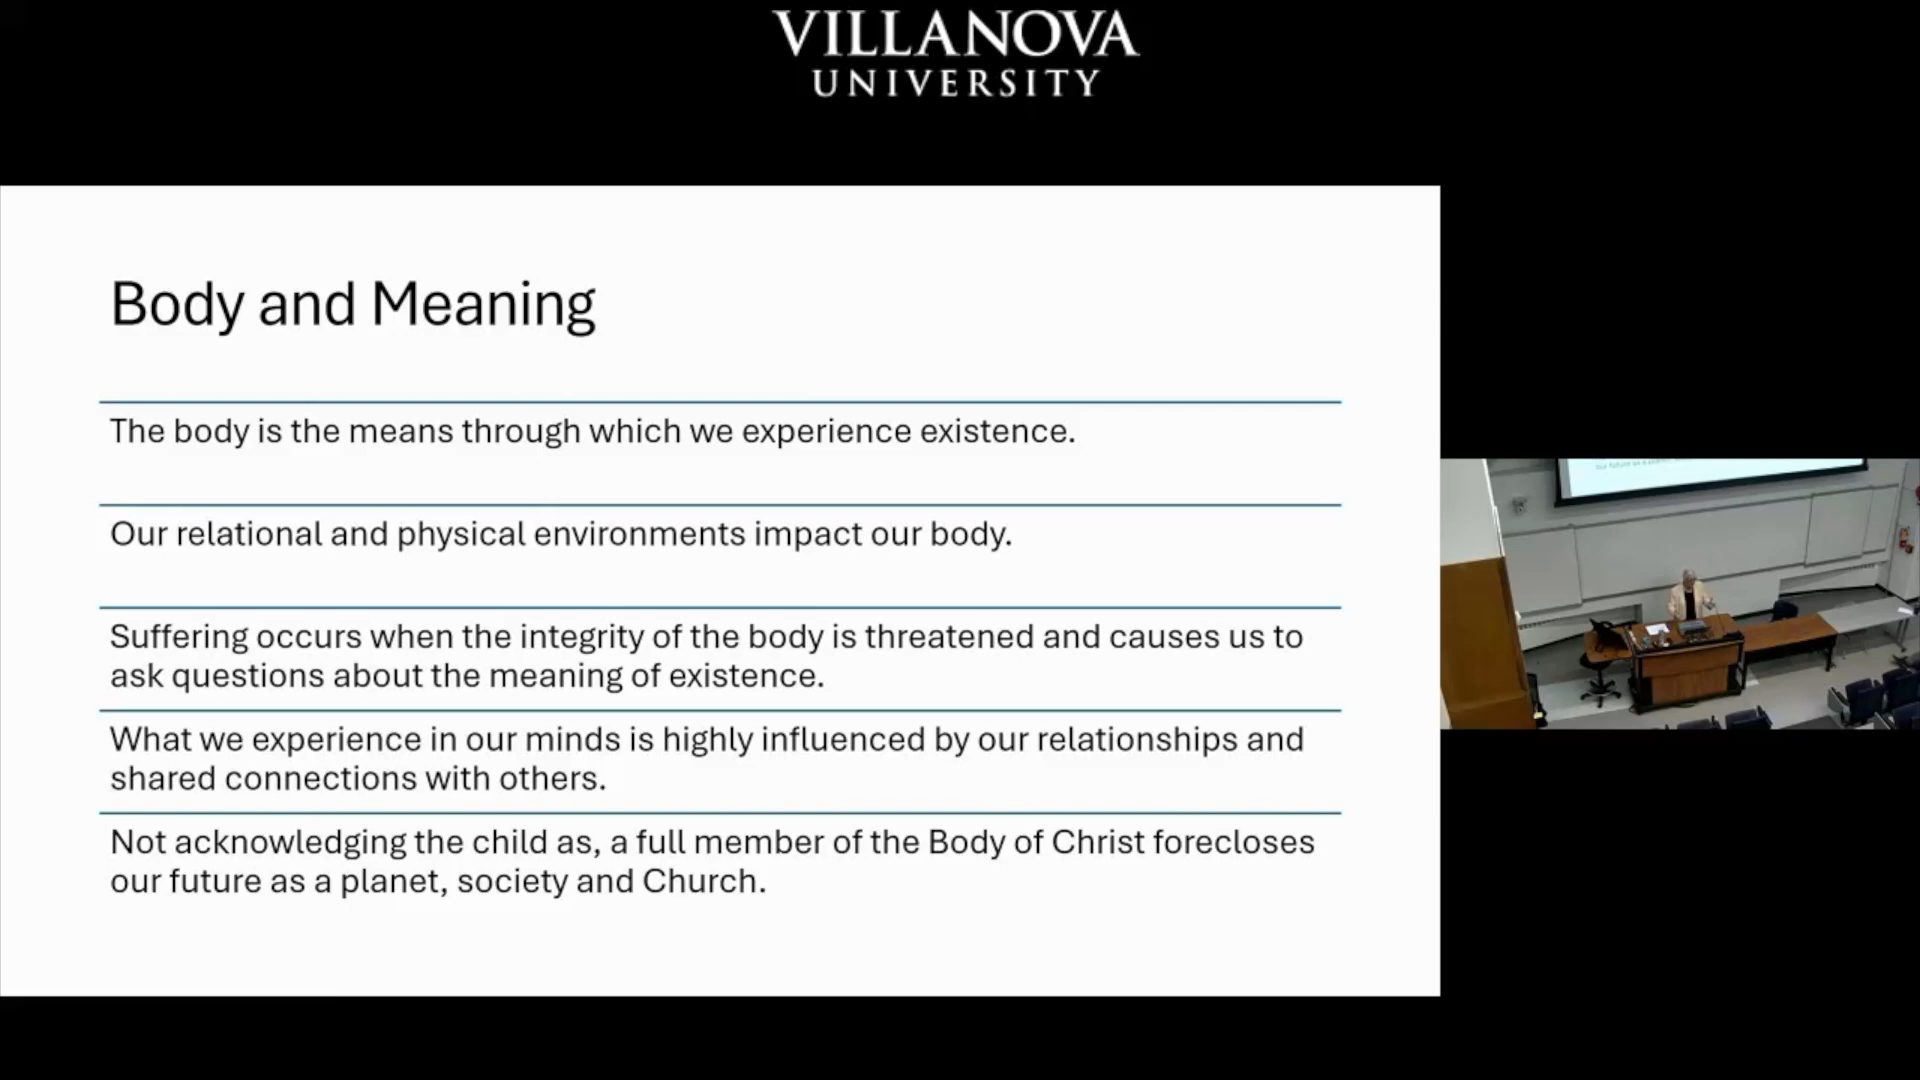 VILLANOVA
UNIVERSITY
Body and Meaning
The body is the means through which we experience existence.
Our relational and physical environments impact our body.
Suffering occurs when the integrity of the body is threatened and causes us to
ask questions about the meaning of existence.
What we experience in our minds is highly influenced by our relationships and
shared connections with others.
Not acknowledging the child as, a full member of the Body of Christ forecloses
our future as a planet, society and Church.